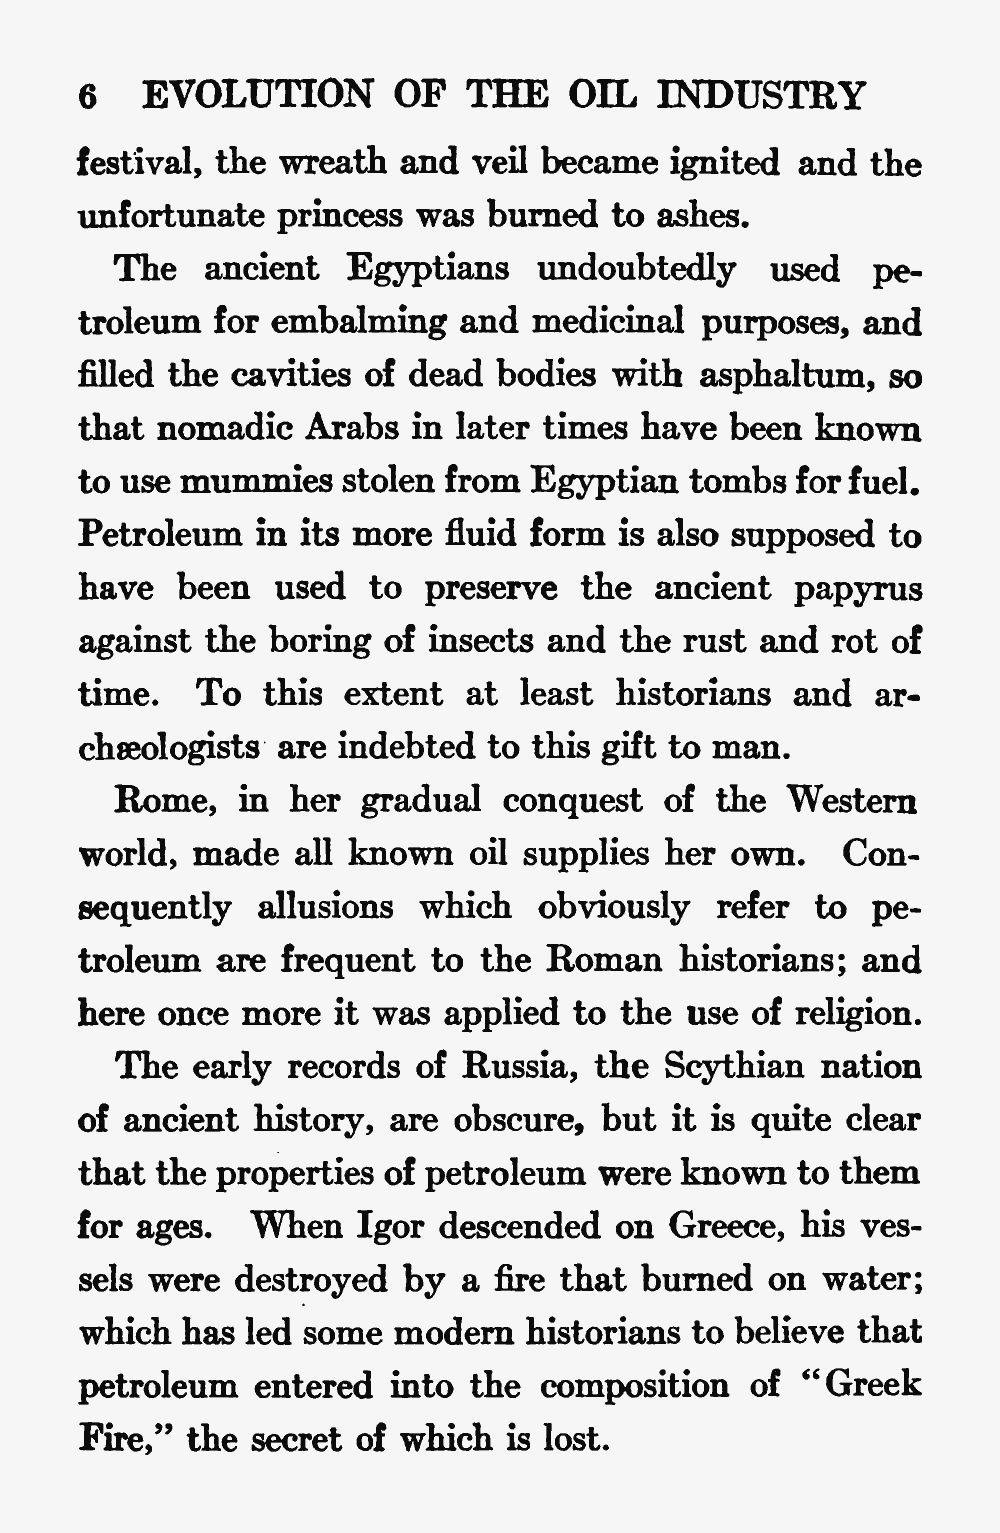 6 EVOLUTION OF THE OIL INDUSTRY
festival, the wreath and veil became ignited and the
unfortunate princess was burned to ashes.
The ancient Egyptians undoubtedly used pe-
troleum for embalming and medicinal purposes, and
filled the cavities of dead bodies with asphaltum, so
that nomadic Arabs in later times have been known
to use mummies stolen from Egyptian tombs for fuel.
Petroleum in its more fluid form is also supposed to
have been used to preserve the ancient papyrus
against the boring of insects and the rust and rot of
time. To this extent at least historians and ar-
chæologists are indebted to this gift to man.
Rome, in her gradual conquest of the Western
world, made all known oil supplies her own. Con-
sequently allusions which obviously refer to pe-
troleum are frequent to the Roman historians; and
here once more it was applied to the use of religion.
The early records of Russia, the Scythian nation
of ancient history, are obscure, but it is quite clear
that the properties of petroleum were known to them
for ages. When Igor descended on Greece, his ves-
sels were destroyed by a fire that burned on water;
which has led some modern historians to believe that
petroleum entered into the composition of “Greek
Fire,” the secret of which is lost.